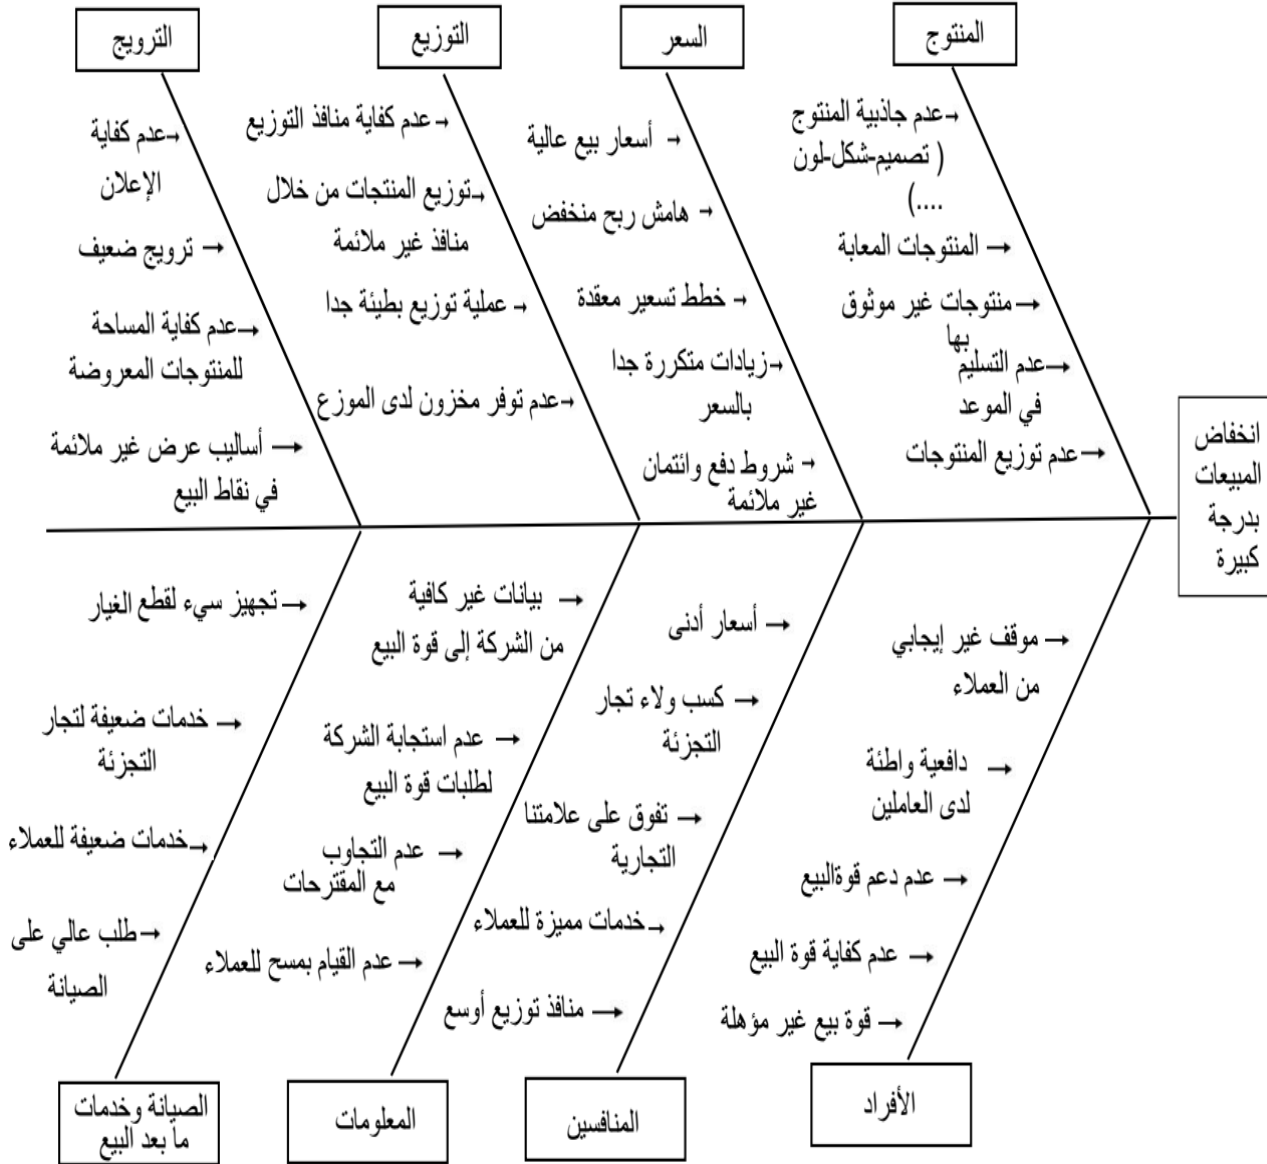 المنتوج
عدم جاذبية المنتوج
( تصميم-شكل-لون
....)
المنتوجات المعابة
منتوجات غير موثوق
بها
عدم التسليم
في الموعد
عدم توزيع المنتوجات
السعر
أسعار بيع عالية
هامش ربح منخفض
خطط تسعير معقدة
زيادات متكررة جدا
بالسعر
شروط دفع وائتمان
غير ملائمة
التوزيع
عدم كفاية منافذ التوزيع
توزيع المنتجات من خلال
منافذ غير ملائمة
عملية توزيع بطيئة جدا
عدم توفر مخزون لدى الموزع
الترويج
عدم كفاية
الإعلان
ترويج ضعيف
عدم كفاية المساحة
للمنتوجات المعروضة
أساليب عرض غير ملائمة
في نقاط البيع
انخفاض
المبيعات
بدرجة
كبيرة
موقف غير إيجابي
من العملاء
دافعية واطئة
لدى العاملين
عدم دعم قوةالبيع
عدم كفاية قوة البيع
قوة بيع غير مؤهلة
الأفراد
أسعار أدنى
كسب ولاء تجار
التجزئة
تفوق على علامتنا
التجارية
خدمات مميزة للعملاء
منافذ توزيع أوسع
المنافسين
بيانات غير كافية
من الشركة إلى قوة البيع
عدم استجابة الشركة
لطلبات قوة البيع
عدم التجاوب
مع المقترحات
عدم القيام بمسح للعملاء
المعلومات
تجهيز سيء لقطع الغيار
خدمات ضعيفة لتجار
التجزئة
خدمات ضعيفة للعملاء
طلب عالي على
الصيانة
الصيانة وخدمات
ما بعد البيع